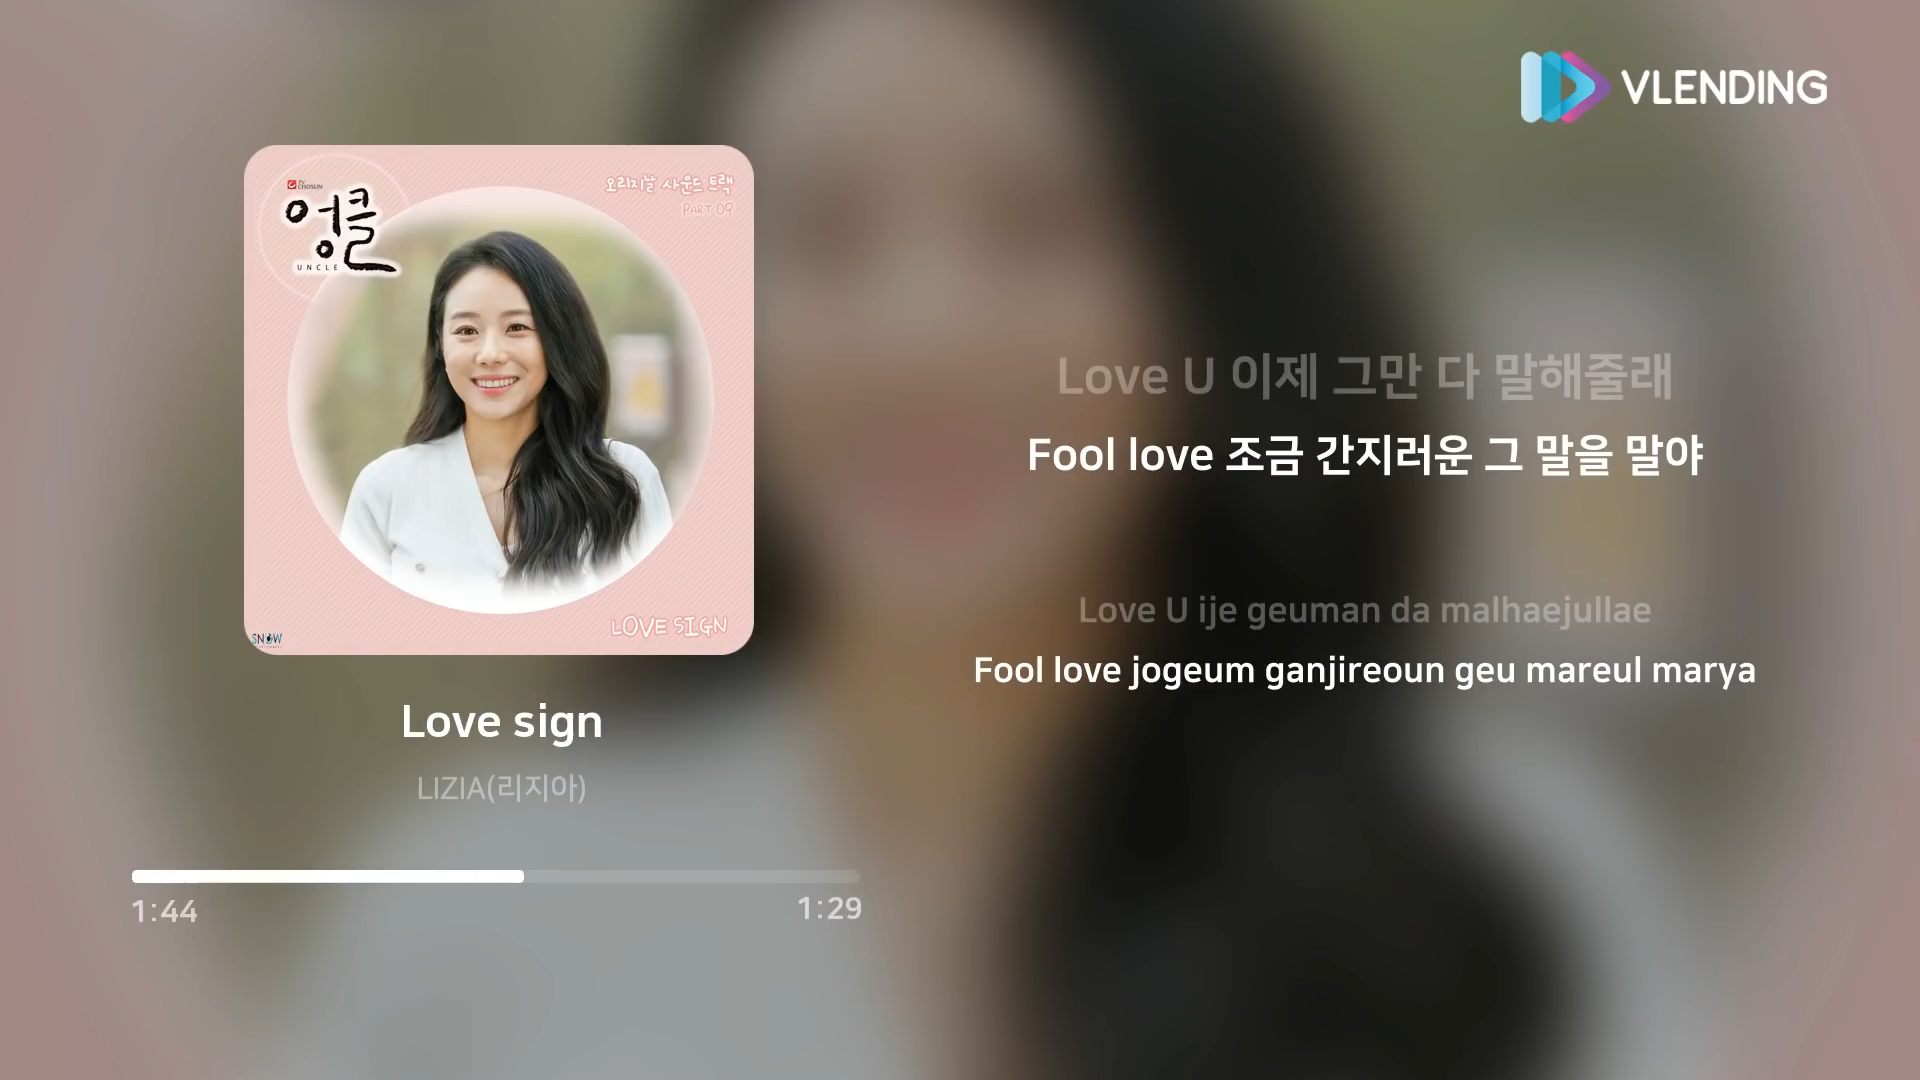 VLENDING
TV
CHOSUN
엉클
UNCLE
오리지날 사운드 트랙
PART 09
LOVE SIGN
SNOW
Love sign
LIZIA(리지아)
1:44
1:29
Love U 이제 그만 다 말해줄래
Fool love 조금 간지러운 그 말을 말야
Love U ije geuman da malhaejullae
Fool love jogeum ganjireoun geu mareul marya